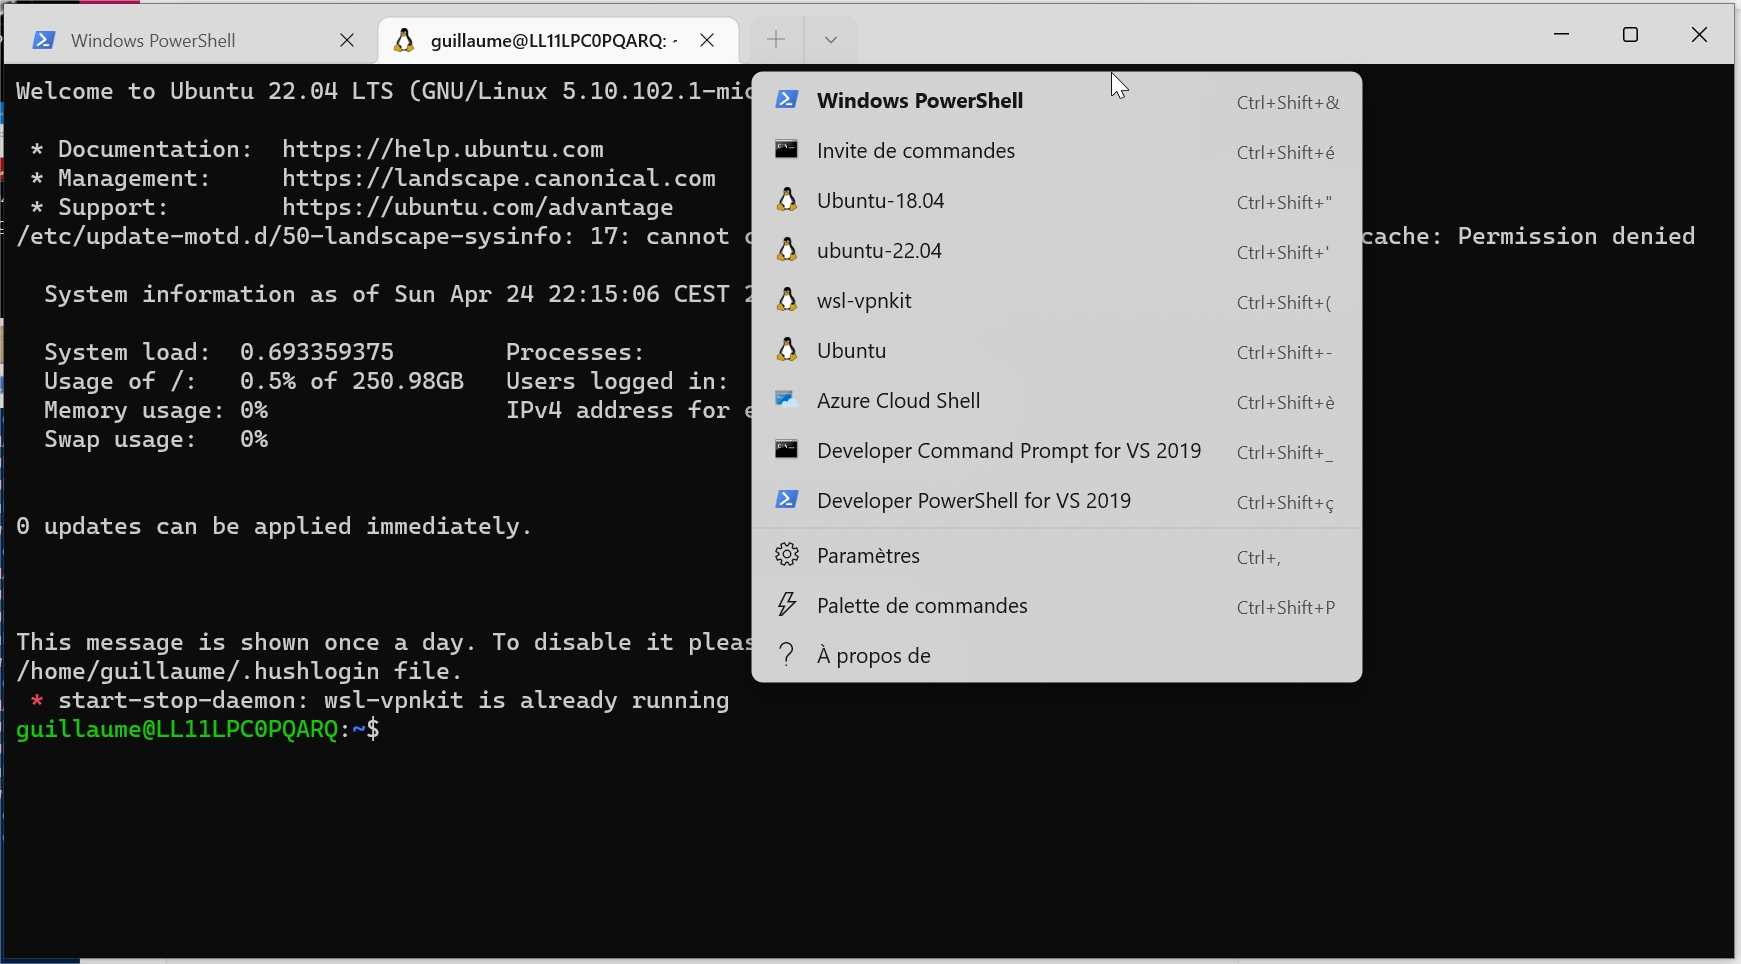 Windows PowerShell
guillaume@LL11LPC0PQARQ: ~
Welcome to Ubuntu 22.04 LTS (GNU/Linux 5.10.102.1-mic
* Documentation: https://help.ubuntu.com
* Management: https://landscape.canonical.com
* Support: https://ubuntu.com/advantage
/etc/update-motd.d/50-landscape-sysinfo: 17: cannot c
cache: Permission denied
System information as of Sun Apr 24 22:15:06 CEST 2
System load: 0.693359375 Processes:
Usage of /: 0.5% of 250.98GB Users logged in:
Memory usage: 0% IPv4 address for e
Swap usage: 0%
0 updates can be applied immediately.
This message is shown once a day. To disable it pleas
/home/guillaume/.hushlogin file.
* start-stop-daemon: wsl-vpnkit is already running
guillaume@LL11LPC0PQARQ:~$
Windows PowerShell Ctrl+Shift+&
Invite de commandes Ctrl+Shift+é
Ubuntu-18.04 Ctrl+Shift+"
ubuntu-22.04 Ctrl+Shift+'
wsl-vpnkit Ctrl+Shift+(
Ubuntu Ctrl+Shift+-
Azure Cloud Shell Ctrl+Shift+è
Developer Command Prompt for VS 2019 Ctrl+Shift+_
Developer PowerShell for VS 2019 Ctrl+Shift+ç
Paramètres Ctrl+,
Palette de commandes Ctrl+Shift+P
À propos de